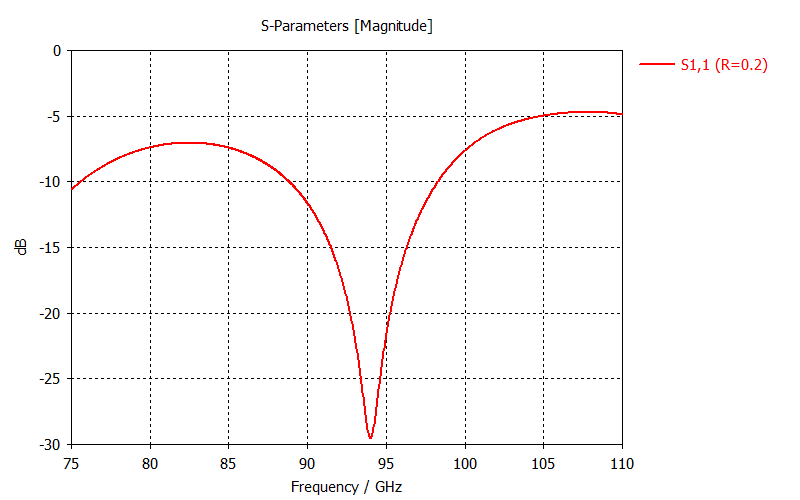 S-Parameters [Magnitude]
S1,1 (R=0.2)
dB
0
-5
-10
-15
-20
-25
-30
75 80 85 90 95 100 105 110
Frequency / GHz